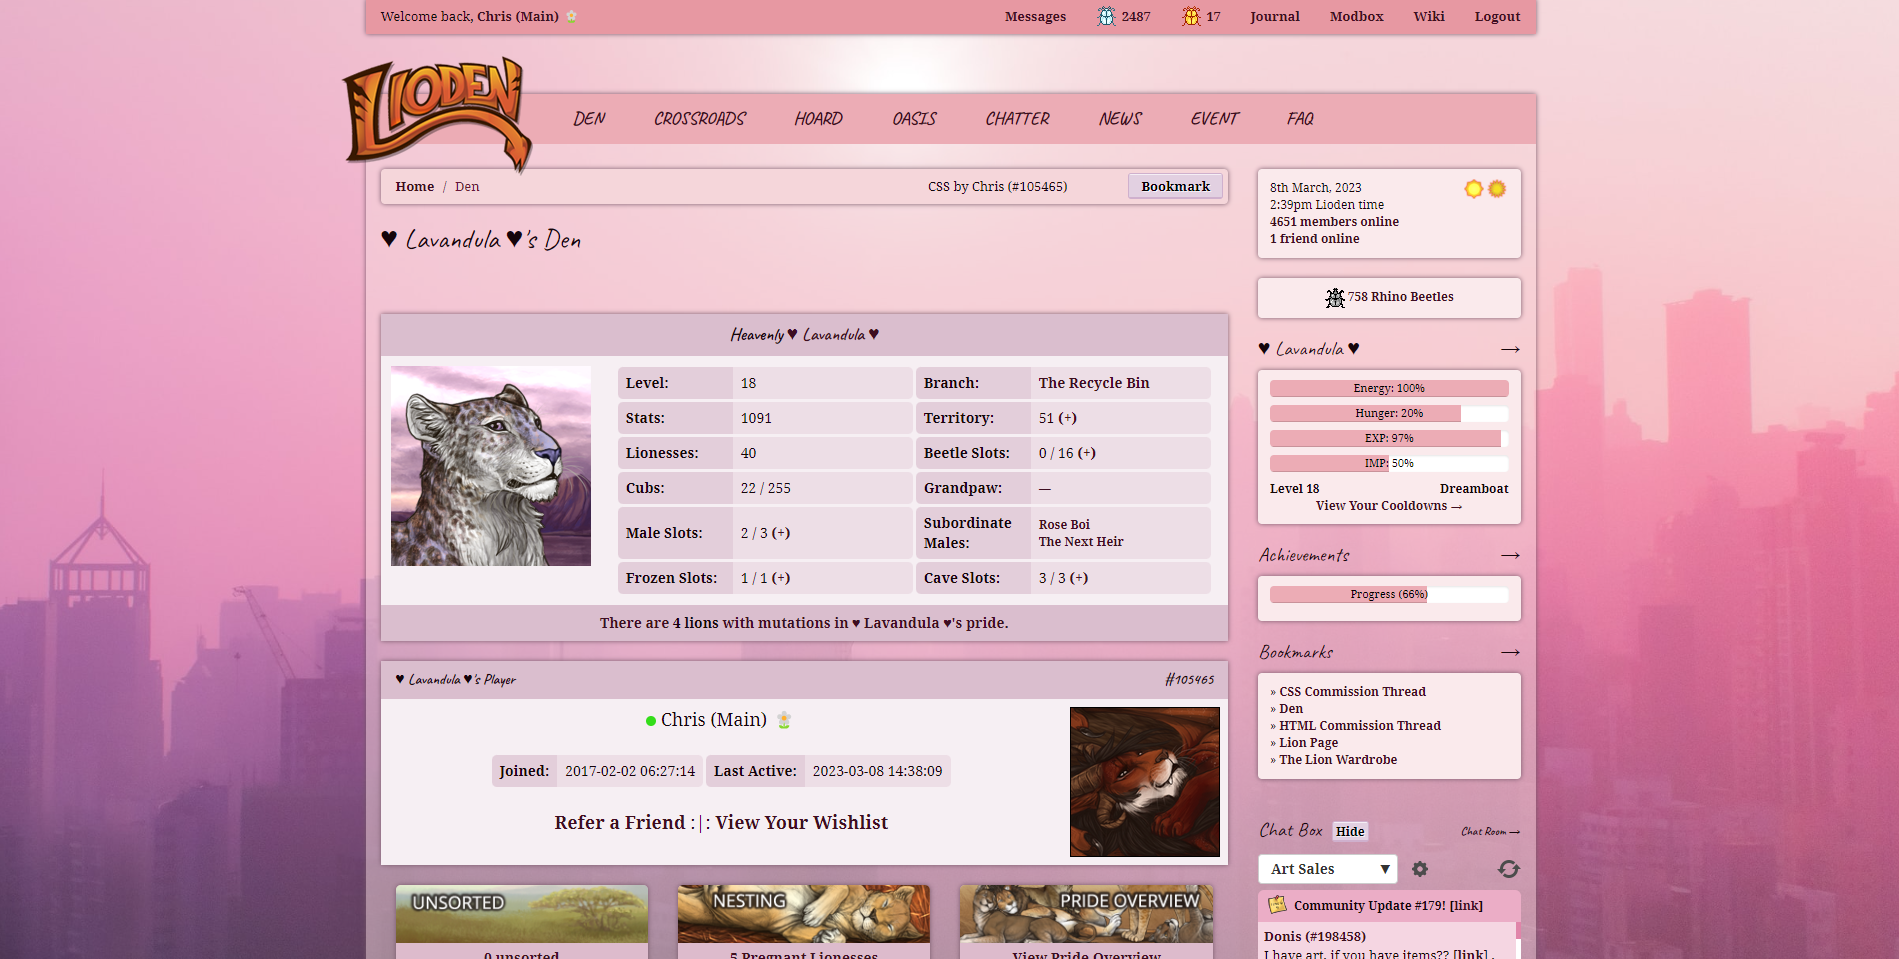 Welcome back, Chris (Main)
Messages 2487 17 Journal Modbox Wiki Logout
LIODEN
DEN CROSSROADS HOARD OASIS CHATTER NEWS EVENT FAQ
Home / Den CSS by Chris (#105465) Bookmark
♥ Lavandula ♥'s Den
Heavenly ♥ Lavandula ♥
Level: 18 Branch: The Recycle Bin
Stats: 1091 Territory: 51 (+)
Lionesses: 40 Beetle Slots: 0 / 16 (+)
Cubs: 22 / 255 Grandpaw: —
Male Slots: 2 / 3 (+) Subordinate Males: Rose Boi
The Next Heir
Frozen Slots: 1 / 1 (+) Cave Slots: 3 / 3 (+)
There are 4 lions with mutations in ♥ Lavandula ♥'s pride.
♥ Lavandula ♥'s Player #105465
Chris (Main)
Joined: 2017-02-02 06:27:14 Last Active: 2023-03-08 14:38:09
Refer a Friend :|: View Your Wishlist
UNSORTED NESTING PRIDE OVERVIEW
0 unsorted 5 Pregnant Lionesses View Pride Overview
8th March, 2023
2:39pm Lioden time
4651 members online
1 friend online
758 Rhino Beetles
♥ Lavandula ♥ →
Energy: 100%
Hunger: 20%
EXP: 97%
IMP: 50%
Level 18 Dreamboat
View Your Cooldowns →
Achievements →
Progress (66%)
Bookmarks →
» CSS Commission Thread
» Den
» HTML Commission Thread
» Lion Page
» The Lion Wardrobe
Chat Box Hide Chat Room →
Art Sales ▼
Community Update #179! [link]
Donis (#198458)
I have art, if you have items?? [link] .